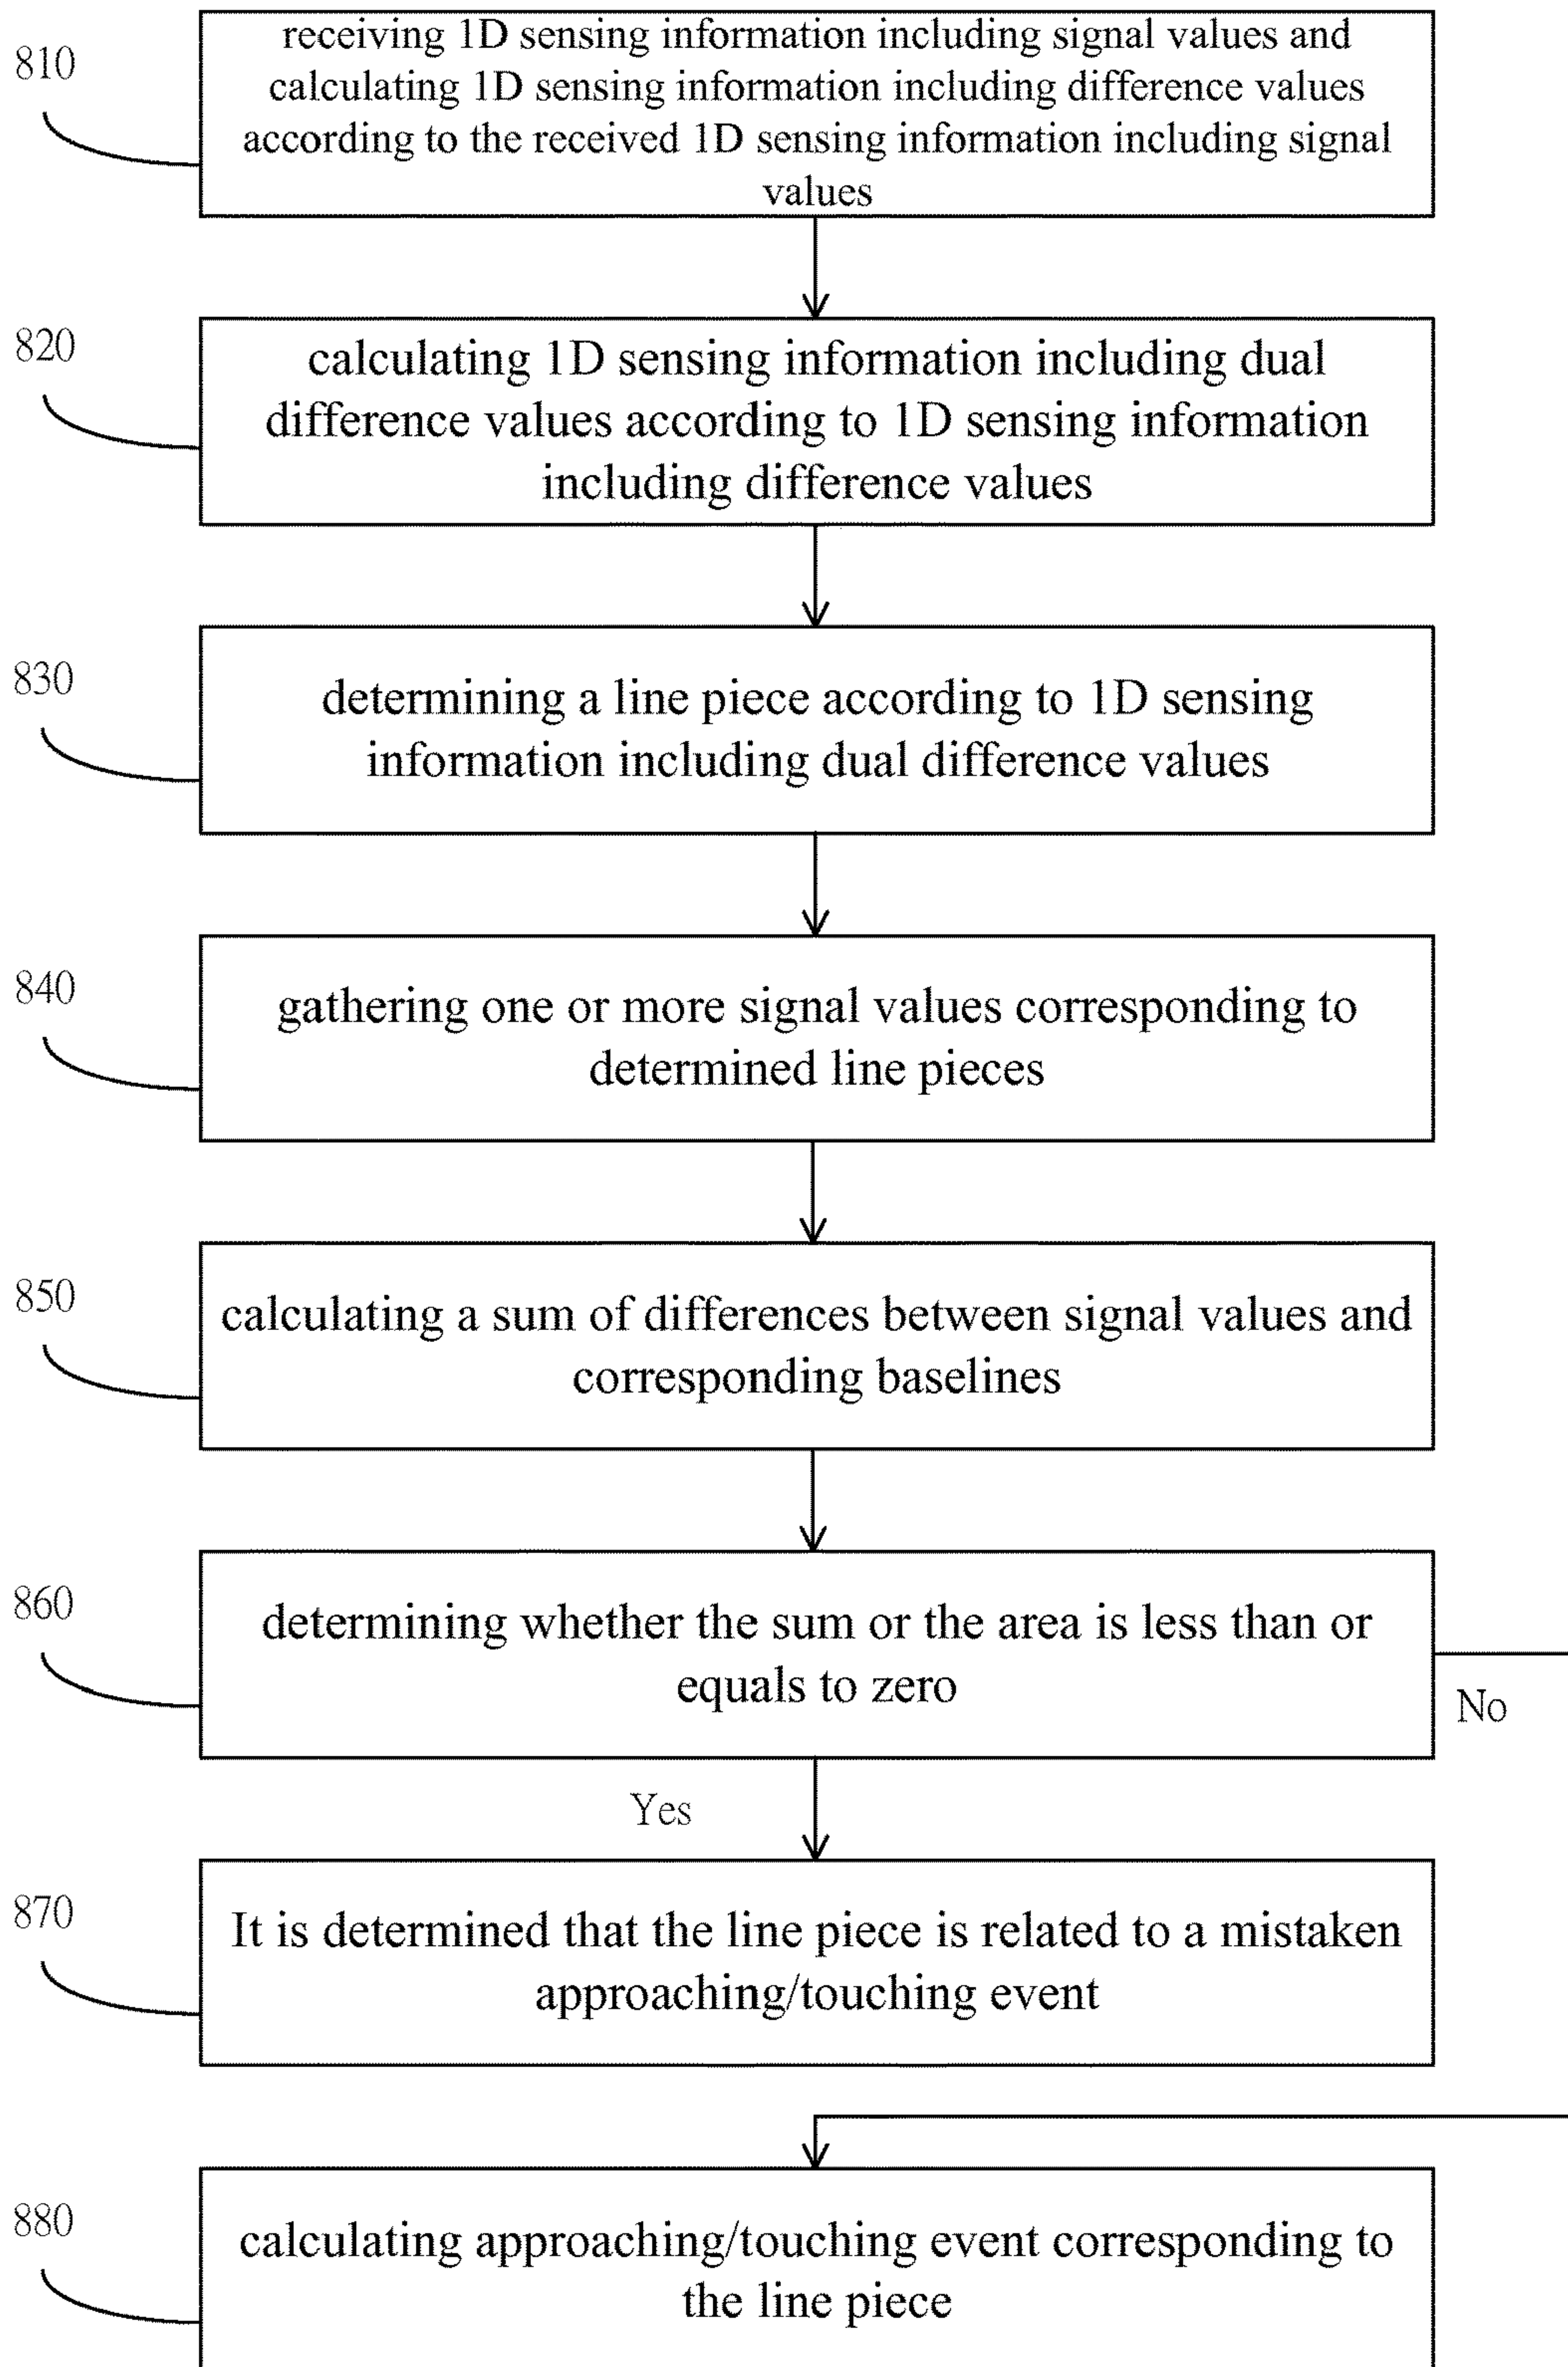 810
receiving 1D sensing information including signal values and
calculating 1D sensing information including difference values
according to the received 1D sensing information including signal
values
820
calculating 1D sensing information including dual
difference values according to 1D sensing information
including difference values
830
determining a line piece according to 1D sensing
information including dual difference values
840
gathering one or more signal values corresponding to
determined line pieces
850
calculating a sum of differences between signal values and
corresponding baselines
860
determining whether the sum or the area is less than or
equals to zero
No
Yes
870
It is determined that the line piece is related to a mistaken
approaching/touching event
880
calculating approaching/touching event corresponding to
the line piece